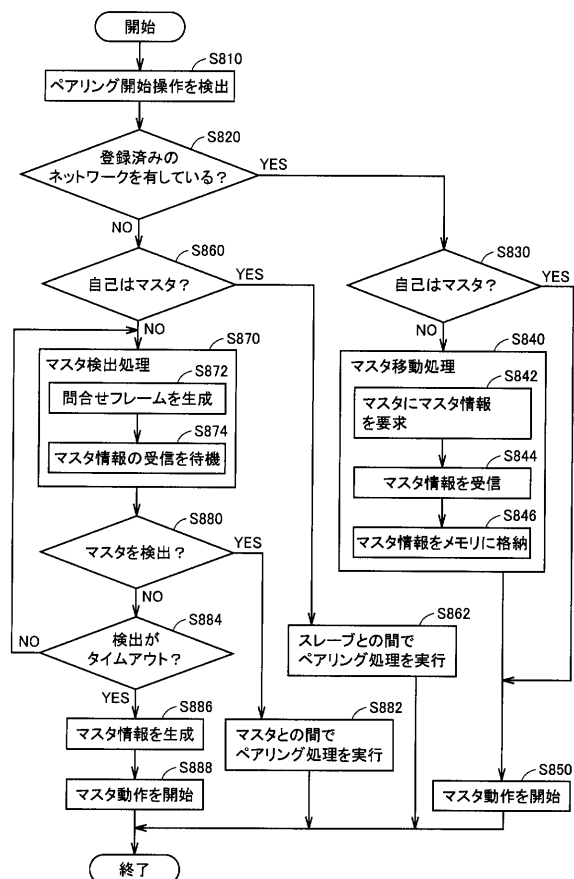 開始
S810
ペアリング開始操作を検出
S820
登録済みの
ネットワークを有している?
YES
NO
S860
自己はマスタ?
YES
NO
S830
自己はマスタ?
YES
NO
S870
マスタ検出処理
S872
問合せフレームを生成
S874
マスタ情報の受信を待機
S840
マスタ移動処理
S842
マスタにマスタ情報
を要求
S844
マスタ情報を受信
S846
マスタ情報をメモリに格納
S880
マスタを検出?
YES
NO
S884
検出が
タイムアウト?
NO
YES
S862
スレーブとの間で
ペアリング処理を実行
S886
マスタ情報を生成
S882
マスタとの間で
ペアリング処理を実行
S888
マスタ動作を開始
S850
マスタ動作を開始
終了